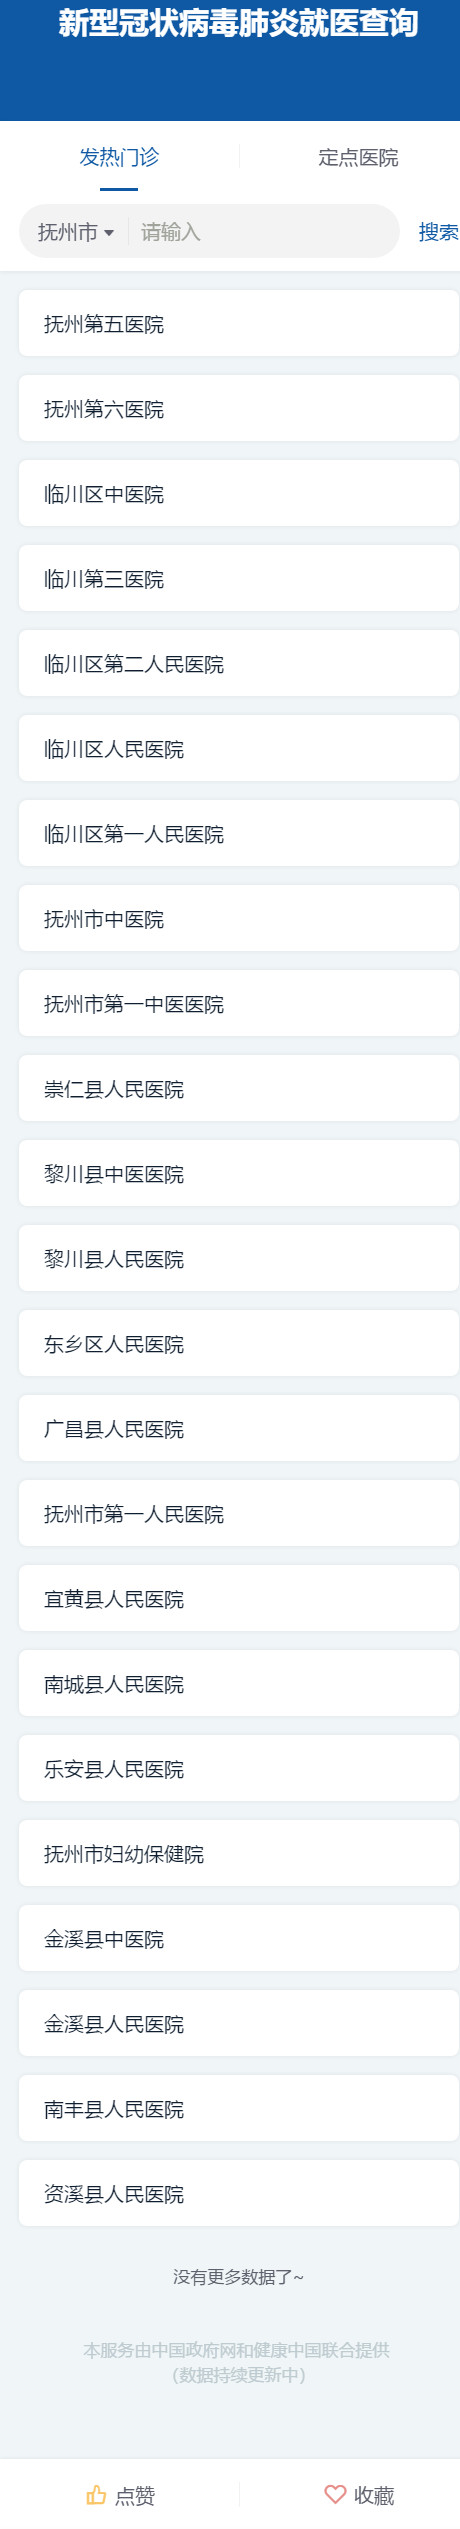 新型冠状病毒肺炎就医查询
发热门诊 定点医院
抚州市 请输入 搜索
抚州第五医院
抚州第六医院
临川区中医院
临川第三医院
临川区第二人民医院
临川区人民医院
临川区第一人民医院
抚州市中医院
抚州市第一中医医院
崇仁县人民医院
黎川县中医医院
黎川县人民医院
东乡区人民医院
广昌县人民医院
抚州市第一人民医院
宜黄县人民医院
南城县人民医院
乐安县人民医院
抚州市妇幼保健院
金溪县中医院
金溪县人民医院
南丰县人民医院
资溪县人民医院
没有更多数据了~
本服务由中国政府网和健康中国联合提供
（数据持续更新中）
点赞 收藏